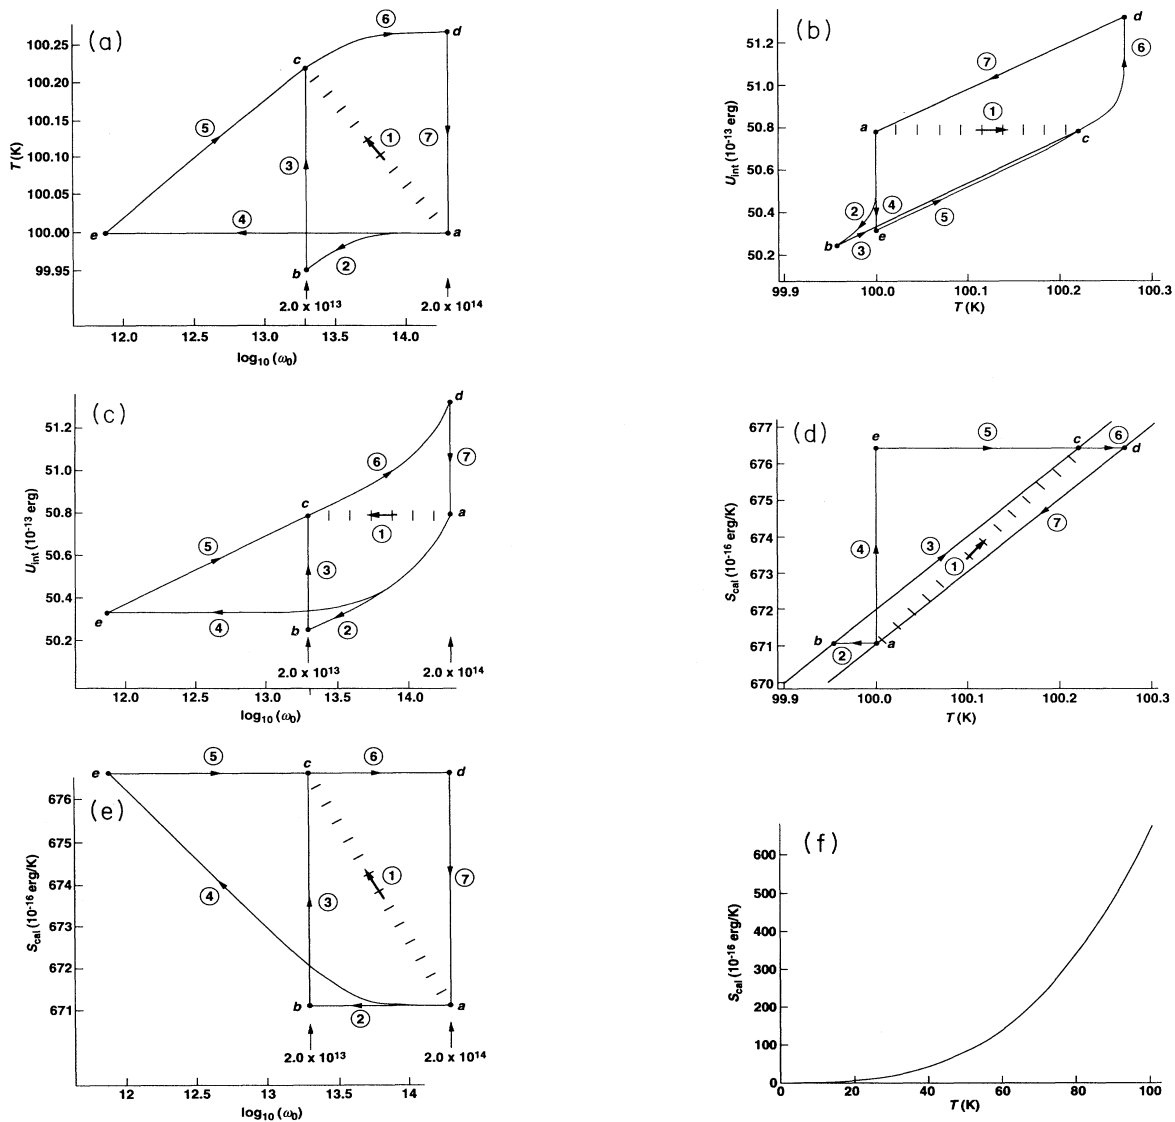 (a)
T (K)
100.25
100.20
100.15
100.10
100.05
100.00
99.95
⑥
d
c
⑤
①
③
⑦
④
e
a
b
②
2.0 x 10¹³
2.0 x 10¹⁴
12.0 12.5 13.0 13.5 14.0
log₁₀ (ω₀)
(b)
U_int (10⁻¹³ erg)
51.2
51.0
50.8
50.6
50.4
50.2
d
⑥
⑦
①
a
c
② ④
⑤
b e
③
99.9 100.0 100.1 100.2 100.3
T (K)
(c)
U_int (10⁻¹³ erg)
51.2
51.0
50.8
50.6
50.4
50.2
d
⑥
⑦
c
a
①
⑤
③
e
④
b
②
2.0 x 10¹³
2.0 x 10¹⁴
12.0 12.5 13.0 13.5 14.0
log₁₀ (ω₀)
(d)
S_cal (10⁻¹⁶ erg/K)
677
676
675
674
673
672
671
670
e
⑤
c
⑥
d
⑦
③
④
①
b
a
②
99.9 100.0 100.1 100.2 100.3
T (K)
(e)
S_cal (10⁻¹⁶ erg/K)
676
675
674
673
672
671
⑤
c
⑥
e
d
①
⑦
④
③
b
a
②
2.0 x 10¹³
2.0 x 10¹⁴
12 12.5 13.0 13.5 14.0
log₁₀ (ω₀)
(f)
S_cal (10⁻¹⁶ erg/K)
600
500
400
300
200
100
0
0 20 40 60 80 100
T (K)